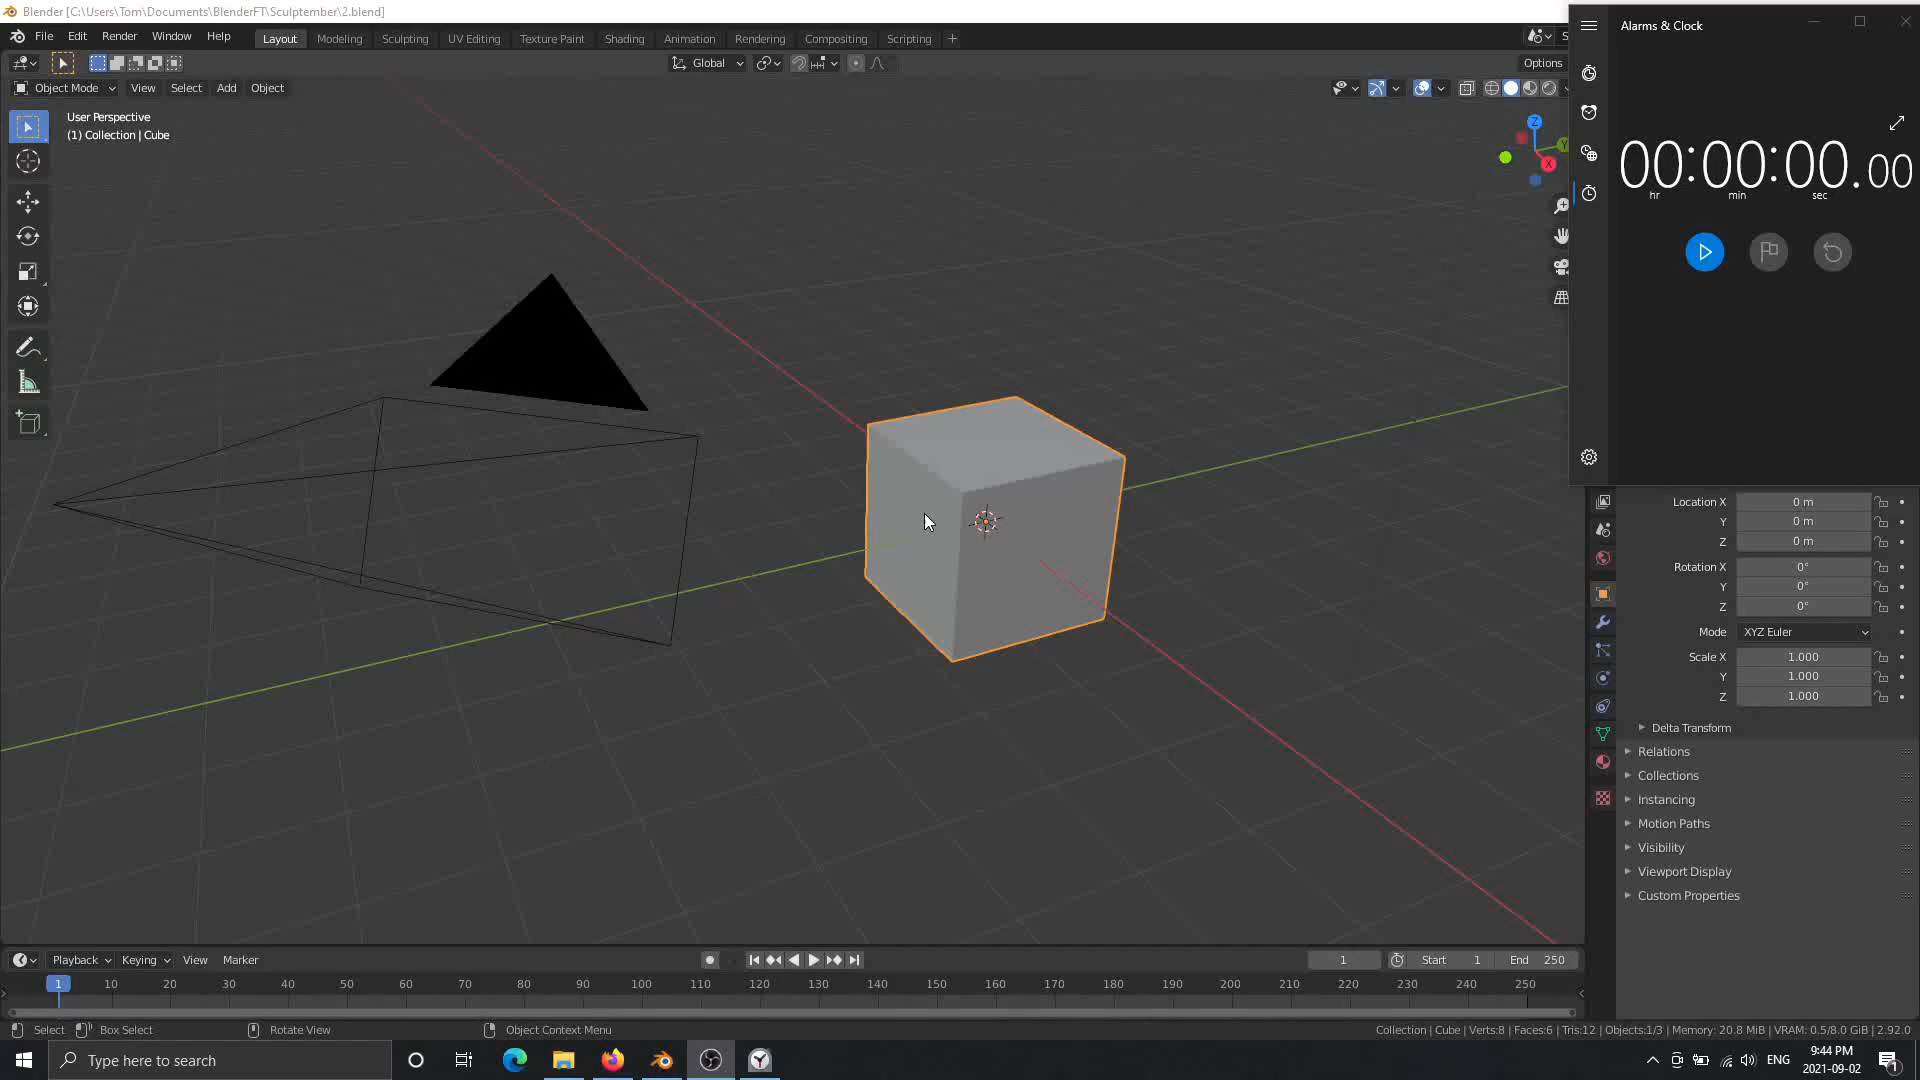 Blender [C:\Users\Tom\Documents\BlenderFT\Sculptember\2.blend]
File Edit Render Window Help Layout Modeling Sculpting UV Editing Texture Paint Shading Animation Rendering Compositing Scripting +
Global Options
Object Mode View Select Add Object
User Perspective
(1) Collection | Cube
Z
Y
X
Alarms & Clock
00:00:00.00
hr min sec
Location X 0 m
Y 0 m
Z 0 m
Rotation X 0°
Y 0°
Z 0°
Mode XYZ Euler
Scale X 1.000
Y 1.000
Z 1.000
Delta Transform
Relations
Collections
Instancing
Motion Paths
Visibility
Viewport Display
Custom Properties
Playback Keying View Marker 1 Start 1 End 250
1 10 20 30 40 50 60 70 80 90 100 110 120 130 140 150 160 170 180 190 200 210 220 230 240 250
Select Box Select Rotate View Object Context Menu
Collection | Cube | Verts:8 | Faces:6 | Tris:12 | Objects:1/3 | Memory: 20.8 MiB | VRAM: 0.5/8.0 GiB | 2.92.0
Type here to search
ENG
9:44 PM
2021-09-02
1